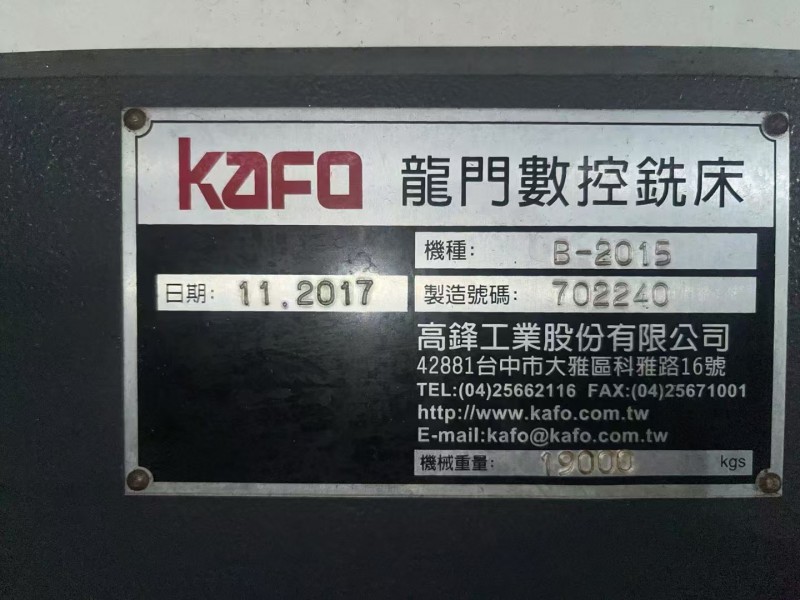 KAFO 龍門數控銑床
機種: B-2015
日期: 11.2017
製造號碼: 702240
高鋒工業股份有限公司
42881台中市大雅區科雅路16號
TEL:(04)25662116 FAX:(04)25671001
http://www.kafo.com.tw
E-mail:kafo@kafo.com.tw
機械重量: 19000 kgs